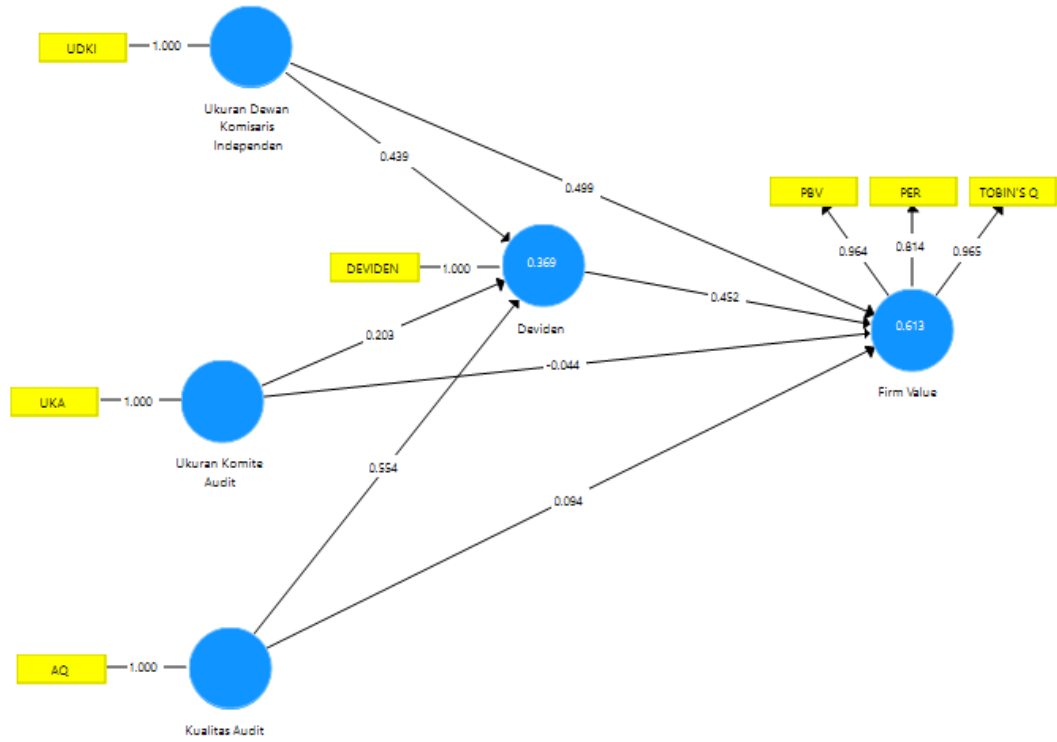 UDKI
1.000
Ukuran Dewan
Komisaris
Independen
0.439
0.499
PBV
PER
TOBIN'S Q
0.964
0.814
0.965
DEVIDEN
1.000
0.369
Deviden
0.452
0.613
Firm Value
0.203
-0.044
UKA
1.000
Ukuran Komite
Audit
0.554
0.094
AQ
1.000
Kualitas Audit